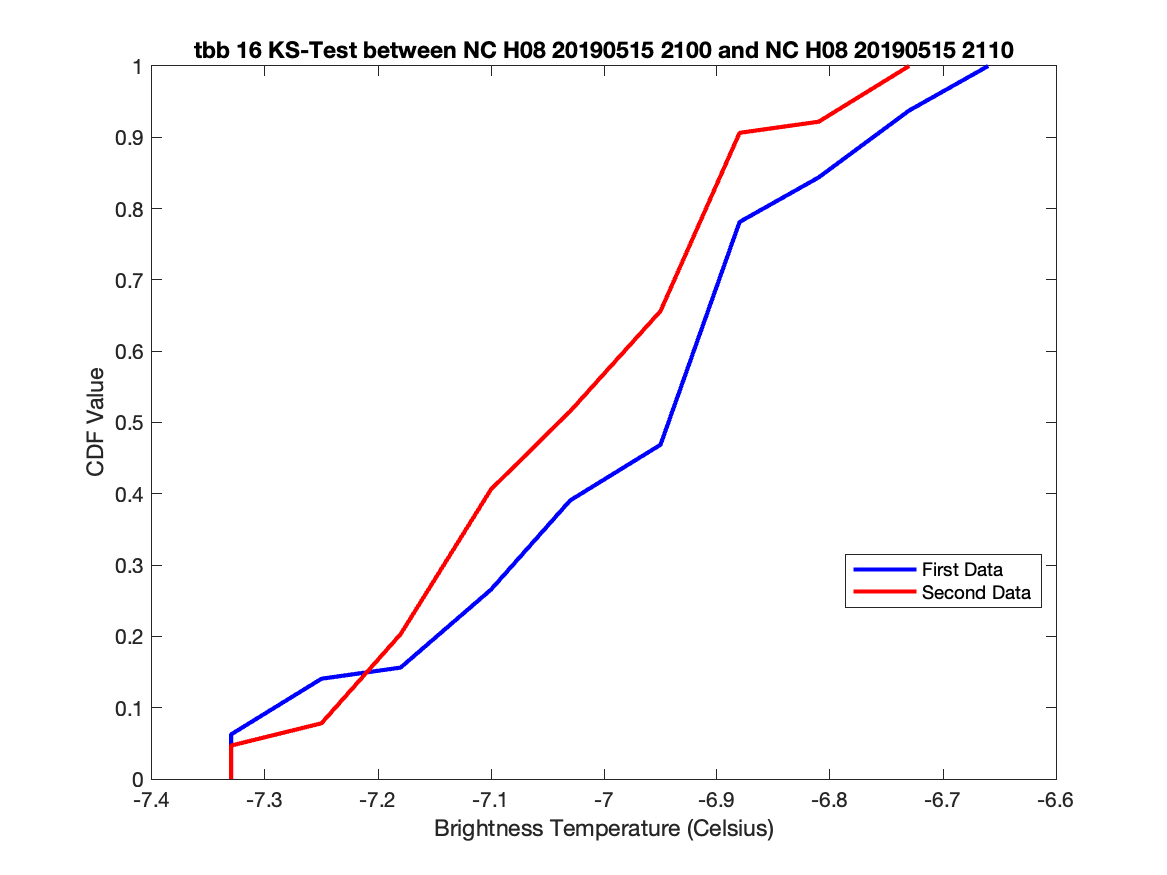 tbb 16 KS-Test between NC H08 20190515 2100 and NC H08 20190515 2110
1
0.9
0.8
0.7
0.6
0.5
0.4
0.3
0.2
0.1
0
CDF Value
First Data
Second Data
-7.4 -7.3 -7.2 -7.1 -7 -6.9 -6.8 -6.7 -6.6
Brightness Temperature (Celsius)